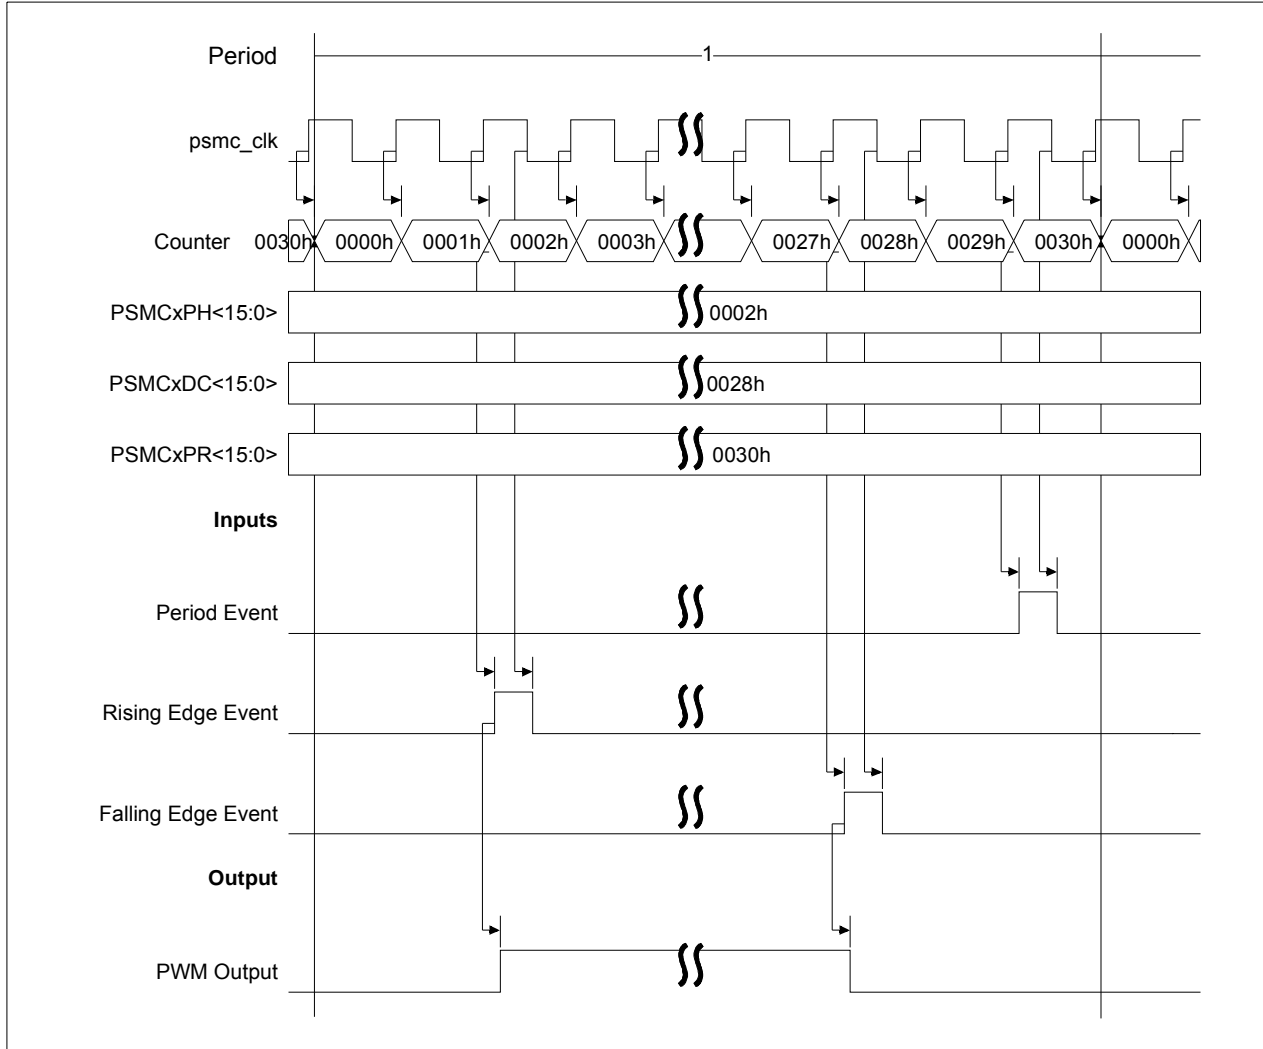 Period
1
psmc_clk
Counter 0030h 0000h 0001h 0002h 0003h 0027h 0028h 0029h 0030h 0000h
PSMCxPH<15:0> 0002h
PSMCxDC<15:0> 0028h
PSMCxPR<15:0> 0030h
Inputs
Period Event
Rising Edge Event
Falling Edge Event
Output
PWM Output